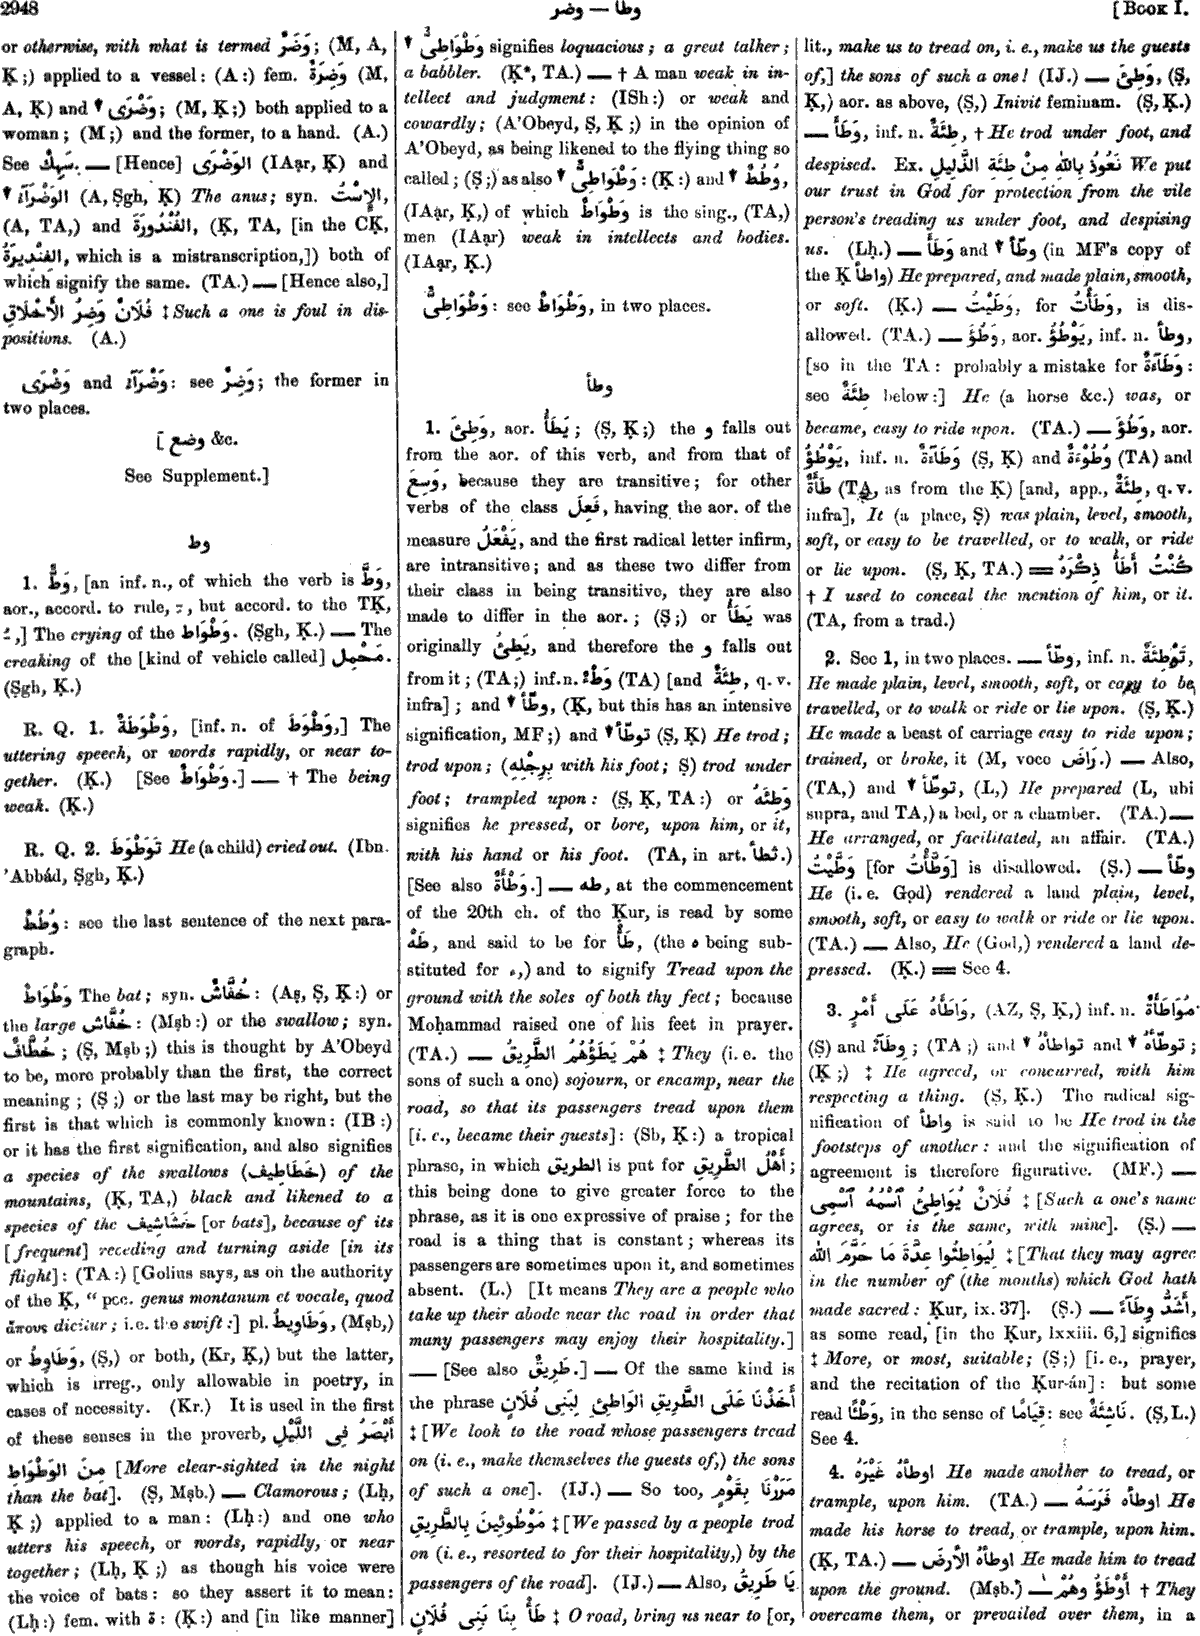 2948
وطا — وضر
[BOOK I.
or otherwise, with what is termed وَضَرٌ; (M, A,
Ḳ;) applied to a vessel: (A:) fem. وَضِرَةٌ (M,
A, Ḳ) and ↓ وَضْرَى; (M, Ḳ;) both applied to a
woman; (M;) and the former, to a hand. (A.)
See سَهِكٌ. — [Hence] الوَضْرَى (IAạr, Ḳ) and
↓ الوَضْرَآءُ (A, Ṣgh, Ḳ) The anus; syn. الإِسْتُ,
(A, TA,) and الفُنْدُورَةُ, (Ḳ, TA, [in the CḲ,
الفِنْدِيرَةُ, which is a mistranscription,]) both of
which signify the same. (TA.) — [Hence also,]
فُلَانٌ وَضِرُ الأَخْلَاقِ ‡ Such a one is foul in dis-
positions. (A.)
وَضْرَى and وَضْرَآءُ: see وَضِرٌ; the former in
two places.
[وضع &c.
See Supplement.]
وط
1. وَطٌّ, [an inf. n., of which the verb is وَطَّ,
aor., accord. to rule, ـِ, but accord. to the TḲ,
ـُ,] The crying of the وَطْوَاط. (Ṣgh, Ḳ.) — The
creaking of the [kind of vehicle called] مَحْمِل.
(Ṣgh, Ḳ.)
R. Q. 1. وَطْوَطَةٌ, [inf. n. of وَطْوَطَ,] The
uttering speech, or words rapidly, or near to-
gether. (Ḳ.) [See وَطْوَاطٌ.] — † The being
weak. (Ḳ.)
R. Q. 2. تَوَطْوَطَ He (a child) cried out. (Ibn.
'Abbád, Ṣgh, Ḳ.)
وُطُطٌ: see the last sentence of the next para-
graph.
وَطْوَاطٌ The bat; syn. خُفَّاشٌ: (Aṣ, Ṣ, Ḳ:) or
the large خُفَّاش: (Mṣb:) or the swallow; syn.
خُطَّافٌ; (Ṣ, Mṣb;) this is thought by A'Obeyd
to be, more probably than the first, the correct
meaning; (Ṣ;) or the last may be right, but the
first is that which is commonly known: (IB:)
or it has the first signification, and also signifies
a species of the swallows (خَطَاطِيف) of the
mountains, (Ḳ, TA,) black and likened to a
species of the خَشَاشِيف [or bats], because of its
[frequent] receding and turning aside [in its
flight]: (TA:) [Golius says, as on the authority
of the Ḳ, "pec. genus montanum et vocale, quod
ἄπους dicitur; i.e. the swift:] pl. وَطَاوِيطُ, (Mṣb,)
or وَطَاوِطُ, (Ṣ,) or both, (Kr, Ḳ,) but the latter,
which is irreg., only allowable in poetry, in
cases of necessity. (Kr.) It is used in the first
of these senses in the proverb, أَبْصَرُ فِى اللَّيْلِ
مِنَ الوَطْوَاطِ [More clear-sighted in the night
than the bat]. (Ṣ, Mṣb.) — Clamorous; (Lḥ,
Ḳ;) applied to a man: (Lḥ:) and one who
utters his speech, or words, rapidly, or near
together; (Lḥ, Ḳ;) as though his voice were
the voice of bats: so they assert it to mean:
(Lḥ:) fem. with ة: (Ḳ:) and [in like manner]
↓ وَطْوَاطِىٌّ signifies loquacious; a great talker;
a babbler. (Ḳ*, TA.) — † A man weak in in-
tellect and judgment: (ISh:) or weak and
cowardly; (A'Obeyd, Ṣ, Ḳ;) in the opinion of
A'Obeyd, as being likened to the flying thing so
called; (Ṣ;) as also ↓ وَطْوَاطِىٌّ: (Ḳ:) and ↓ وُطُطٌ,
(IAạr, Ḳ,) of which وَطْوَاطٌ is the sing., (TA,)
men (IAạr) weak in intellects and bodies.
(IAạr, Ḳ.)
وَطْوَاطِىٌّ: see وَطْوَاطٌ, in two places.
وطأ
1. وَطِئَ, aor. يَطَأُ; (Ṣ, Ḳ;) the و falls out
from the aor. of this verb, and from that of
وَسِعَ, because they are transitive; for other
verbs of the class فَعِلَ, having the aor. of the
measure يَفْعَلُ, and the first radical letter infirm,
are intransitive; and as these two differ from
their class in being transitive, they are also
made to differ in the aor.; (Ṣ;) or يَطَأُ was
originally يَطِئُ, and therefore the و falls out
from it; (TA;) inf. n. وَطْءٌ (TA) [and طِئَةٌ, q. v.
infra]; and ↓ وطّأ, (Ḳ, but this has an intensive
signification, MF;) and ↓ توطّأ (Ṣ, Ḳ) He trod;
trod upon; (بِرِجْلِهِ with his foot; Ṣ) trod under
foot; trampled upon: (Ṣ, Ḳ, TA:) or وَطِئَهُ
signifies he pressed, or bore, upon him, or it,
with his hand or his foot. (TA, in art. ثطأ.)
[See also وَطْأَةٌ.] — طه, at the commencement
of the 20th ch. of the Ḳur, is read by some
طَهْ, and said to be for طَأْ, (the ه being sub-
stituted for ء,) and to signify Tread upon the
ground with the soles of both thy feet; because
Moḥammad raised one of his feet in prayer.
(TA.) — هُمْ يَطَؤُهُمُ الطَّرِيقُ ‡ They (i. e. the
sons of such a one) sojourn, or encamp, near the
road, so that its passengers tread upon them
[i. e., became their guests]: (Sb, Ḳ:) a tropical
phrase, in which الطريق is put for أَهْلُ الطَّرِيقِ;
this being done to give greater force to the
phrase, as it is one expressive of praise; for the
road is a thing that is constant; whereas its
passengers are sometimes upon it, and sometimes
absent. (L.) [It means They are a people who
take up their abode near the road in order that
many passengers may enjoy their hospitality.]
— [See also طَرِيقٌ.] — Of the same kind is
the phrase أَخَذْنَا عَلَى الطَّرِيقِ الوَاطِئِ لِبَنِى فُلَانٍ
‡ [We look to the road whose passengers tread
on (i. e., make themselves the guests of,) the sons
of such a one]. (IJ.) — So too, مَرَرْنَا بِقَوْمٍ
مَوْطُوئِينَ بِالطَّرِيقِ ‡ [We passed by a people trod
on (i. e., resorted to for their hospitality,) by the
passengers of the road]. (IJ.) — Also, يَا طَرِيقُ
طَأْ بِنَا بَنِى فُلَانٍ ‡ O road, bring us near to [or,
lit., make us to tread on, i. e., make us the guests
of,] the sons of such a one! (IJ.) — وَطِئَ, (Ṣ,
Ḳ,) aor. as above, (Ṣ,) Inivit feminam. (Ṣ, Ḳ.)
— وَطَأَ, inf. n. طِئَةٌ, † He trod under foot, and
despised. Ex. نَعُوذُ بِاللّٰهِ مِنْ طِئَةِ الذَّلِيلِ We put
our trust in God for protection from the vile
person's treading us under foot, and despising
us. (Lḥ.) — وَطَأَ and ↓ وطّأ (in MF's copy of
the Ḳ واطأ) He prepared, and made plain, smooth,
or soft. (Ḳ.) — وَطَيْتُ, for وَطَأْتُ, is dis-
allowed. (TA.) — وَطُؤَ, aor. يَوْطُؤُ, inf. n. وطأ,
[so in the TA: probably a mistake for وَطَآءَةٌ:
see طِئَةٌ below:] He (a horse &c.) was, or
became, easy to ride upon. (TA.) — وَطُؤَ, aor.
يَوْطُؤُ, inf. n. وَطَآءَةٌ (Ṣ, Ḳ) and وُطُوْءَةٌ (TA) and
طَأَةٌ (TA, as from the Ḳ) [and, app., طِئَةٌ, q. v.
infra], It (a place, Ṣ) was plain, level, smooth,
soft, or easy to be travelled, or to walk, or ride
or lie upon. (Ṣ, Ḳ, TA.) == كُنْتُ أَطَأُ ذِكْرَهُ
† I used to conceal the mention of him, or it.
(TA, from a trad.)
2. See 1, in two places. — وطّأ, inf. n. تَوْطِئَةٌ,
He made plain, level, smooth, soft, or easy to be
travelled, or to walk or ride or lie upon. (Ṣ, Ḳ.)
He made a beast of carriage easy to ride upon;
trained, or broke, it (M, voce رَاضَ.) — Also,
(TA,) and ↓ توطّأ, (L,) He prepared (L, ubi
supra, and TA,) a bed, or a chamber. (TA.) —
He arranged, or facilitated, an affair. (TA.)
وَطَّيْتُ [for وَطَّأْتُ] is disallowed. (Ṣ.) — وطّأ
He (i. e. God) rendered a land plain, level,
smooth, soft, or easy to walk or ride or lie upon.
(TA.) — Also, He (God,) rendered a land de-
pressed. (Ḳ.) == See 4.
3. وَاطَأَهُ عَلَى أَمْرٍ, (AZ, Ṣ, Ḳ,) inf. n. مُوَاطَأَةٌ
(Ṣ) and وِطَآءٌ; (TA;) and ↓ تواطأهُ and ↓ توطّأهُ;
(Ḳ;) ‡ He agreed, or concurred, with him
respecting a thing. (Ṣ, Ḳ.) The radical sig-
nification of واطأ is said to be He trod in the
footsteps of another: and the signification of
agreement is therefore figurative. (MF.) —
فُلَانٌ يُوَاطِئُ ٱسْمُهُ ٱسْمِى ‡ [Such a one's name
agrees, or is the same, with mine]. (Ṣ.) —
لِيُوَاطِئُوا عِدَّةَ مَا حَرَّمَ اللّٰه ‡ [That they may agree
in the number of (the months) which God hath
made sacred: Ḳur, ix. 37]. (Ṣ.) — أَشَدُّ وِطَآءً,
as some read, [in the Ḳur, lxxiii. 6,] signifies
‡ More, or most, suitable; (Ṣ;) [i. e., prayer,
and the recitation of the Ḳur-án]: but some
read وَطْئًا, in the sense of قِيَامًا: see نَاشِئَةٌ. (Ṣ, L.)
See 4.
4. اوطأهُ غَيْرَهُ He made another to tread, or
trample, upon him. (TA.) — اوطأه فَرَسَهُ He
made his horse to tread, or trample, upon him.
(Ḳ, TA.) — اوطأهُ الأَرضَ He made him to tread
upon the ground. (Mṣb.) — أَوْطَؤُوهُمْ † They
overcame them, or prevailed over them, in a